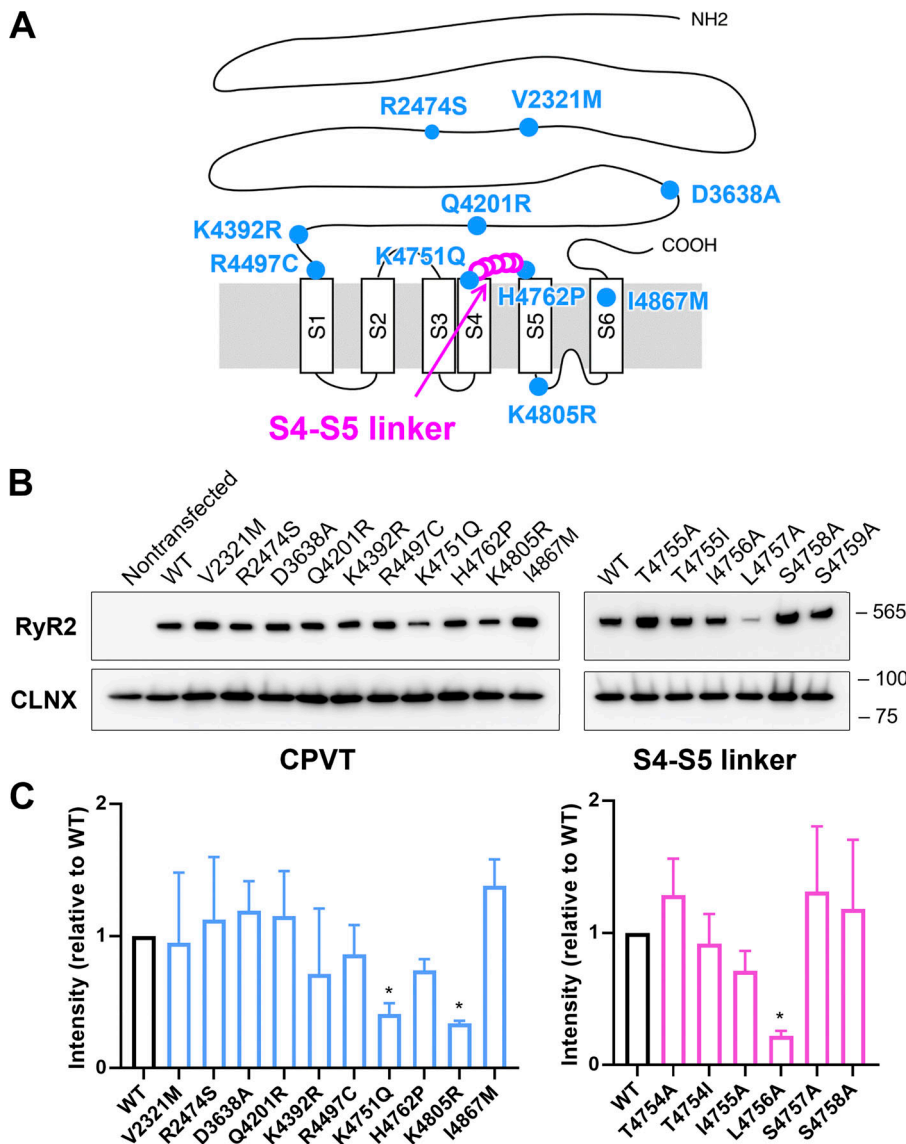 A
NH2
R2474S
V2321M
D3638A
Q4201R
K4392R
COOH
K4751Q
R4497C
H4762P
I4867M
S1
S2
S3
S4
S5
S6
K4805R
S4-S5 linker
B
Nontransfected
WT
V2321M
R2474S
D3638A
Q4201R
K4392R
R4497C
K4751Q
H4762P
K4805R
I4867M
WT
T4755A
T4755I
I4756A
L4757A
S4758A
S4759A
RyR2
– 565
CLNX
– 100
– 75
CPVT
S4-S5 linker
C
Intensity (relative to WT)
2
1
0
*
*
WT
V2321M
R2474S
D3638A
Q4201R
K4392R
R4497C
K4751Q
H4762P
K4805R
I4867M
Intensity (relative to WT)
2
1
0
*
WT
T4754A
T4754I
I4755A
L4756A
S4757A
S4758A